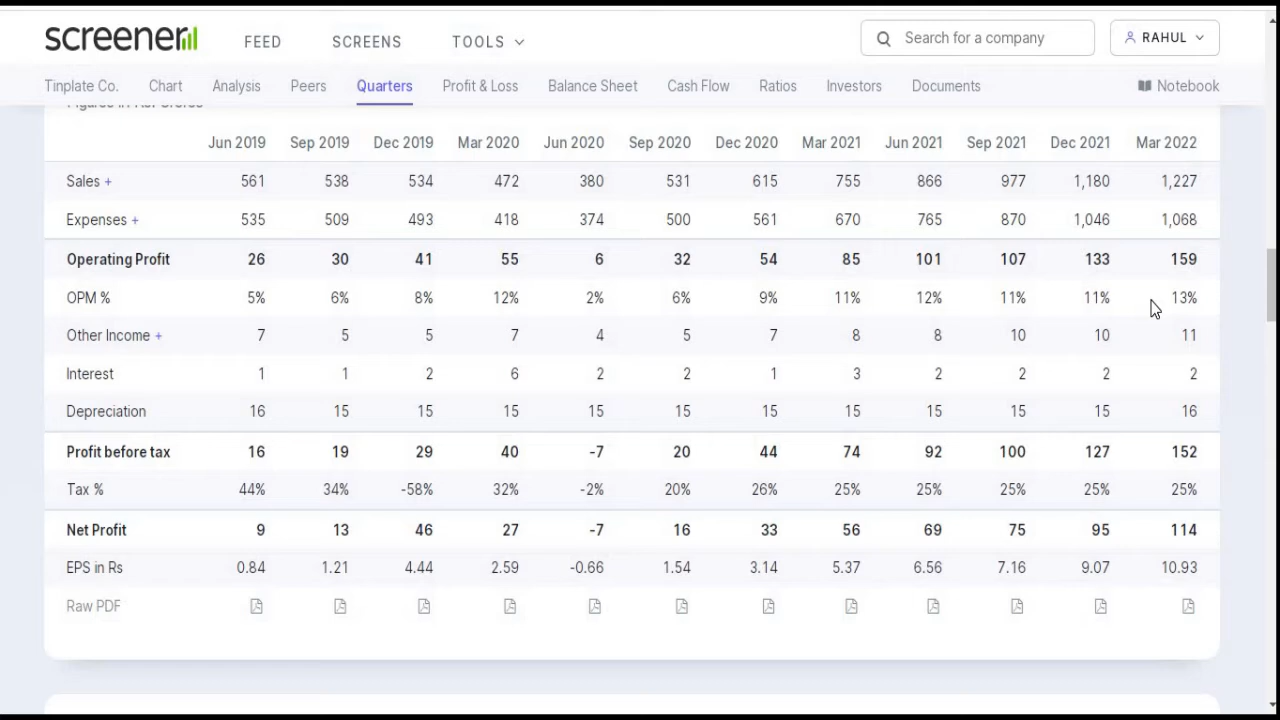 screener FEED SCREENS TOOLS Search for a company RAHUL
Tinplate Co. Chart Analysis Peers Quarters Profit & Loss Balance Sheet Cash Flow Ratios Investors Documents Notebook
Jun 2019 Sep 2019 Dec 2019 Mar 2020 Jun 2020 Sep 2020 Dec 2020 Mar 2021 Jun 2021 Sep 2021 Dec 2021 Mar 2022
Sales + 561 538 534 472 380 531 615 755 866 977 1,180 1,227
Expenses + 535 509 493 418 374 500 561 670 765 870 1,046 1,068
Operating Profit 26 30 41 55 6 32 54 85 101 107 133 159
OPM % 5% 6% 8% 12% 2% 6% 9% 11% 12% 11% 11% 13%
Other Income + 7 5 5 7 4 5 7 8 8 10 10 11
Interest 1 1 2 6 2 2 1 3 2 2 2 2
Depreciation 16 15 15 15 15 15 15 15 15 15 15 16
Profit before tax 16 19 29 40 -7 20 44 74 92 100 127 152
Tax % 44% 34% -58% 32% -2% 20% 26% 25% 25% 25% 25% 25%
Net Profit 9 13 46 27 -7 16 33 56 69 75 95 114
EPS in Rs 0.84 1.21 4.44 2.59 -0.66 1.54 3.14 5.37 6.56 7.16 9.07 10.93
Raw PDF